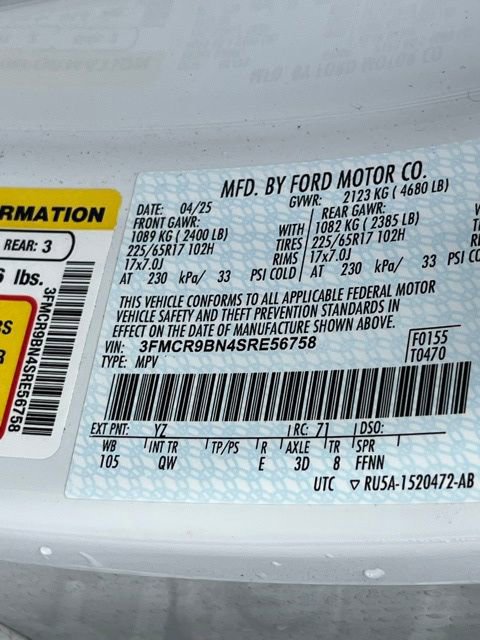 RMATION
REAR: 3
lbs.
3FMCR9BN4SRE56758
MFD. BY FORD MOTOR CO.
DATE: 04/25 GVWR: 2123 KG ( 4680 LB)
FRONT GAWR: REAR GAWR:
1089 KG ( 2400 LB) WITH 1082 KG ( 2385 LB)
225/65R17 102H TIRES 225/65R17 102H
17x7.0J RIMS 17x7.0J
AT 230 kPa/ 33 PSI COLD AT 230 kPa/ 33 PSI CO
THIS VEHICLE CONFORMS TO ALL APPLICABLE FEDERAL MOTOR
VEHICLE SAFETY AND THEFT PREVENTION STANDARDS IN
EFFECT ON THE DATE OF MANUFACTURE SHOWN ABOVE.
VIN: 3FMCR9BN4SRE56758
TYPE: MPV
F0155
T0470
EXT PNT: YZ RC: 71 DSO:
WB INT TR TP/PS R AXLE TR SPR
105 QW E 3D 8 FFNN
UTC ▽ RU5A-1520472-AB